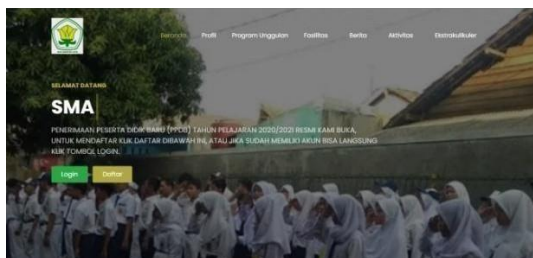 Beranda
Profil
Program Unggulan
Fasilitas
Berita
Aktivitas
Ekstrakulikuler
SELAMAT DATANG
SMA
PENERIMAAN PESERTA DIDIK BARU (PPDB) TAHUN PELAJARAN 2020/2021 RESMI KAMI BUKA,
UNTUK MENDAFTAR KLIK DAFTAR DIBAWAH INI, ATAU JIKA SUDAH MEMILIKI AKUN BISA LANGSUNG
KLIK TOMBOL LOGIN.
Login
Daftar